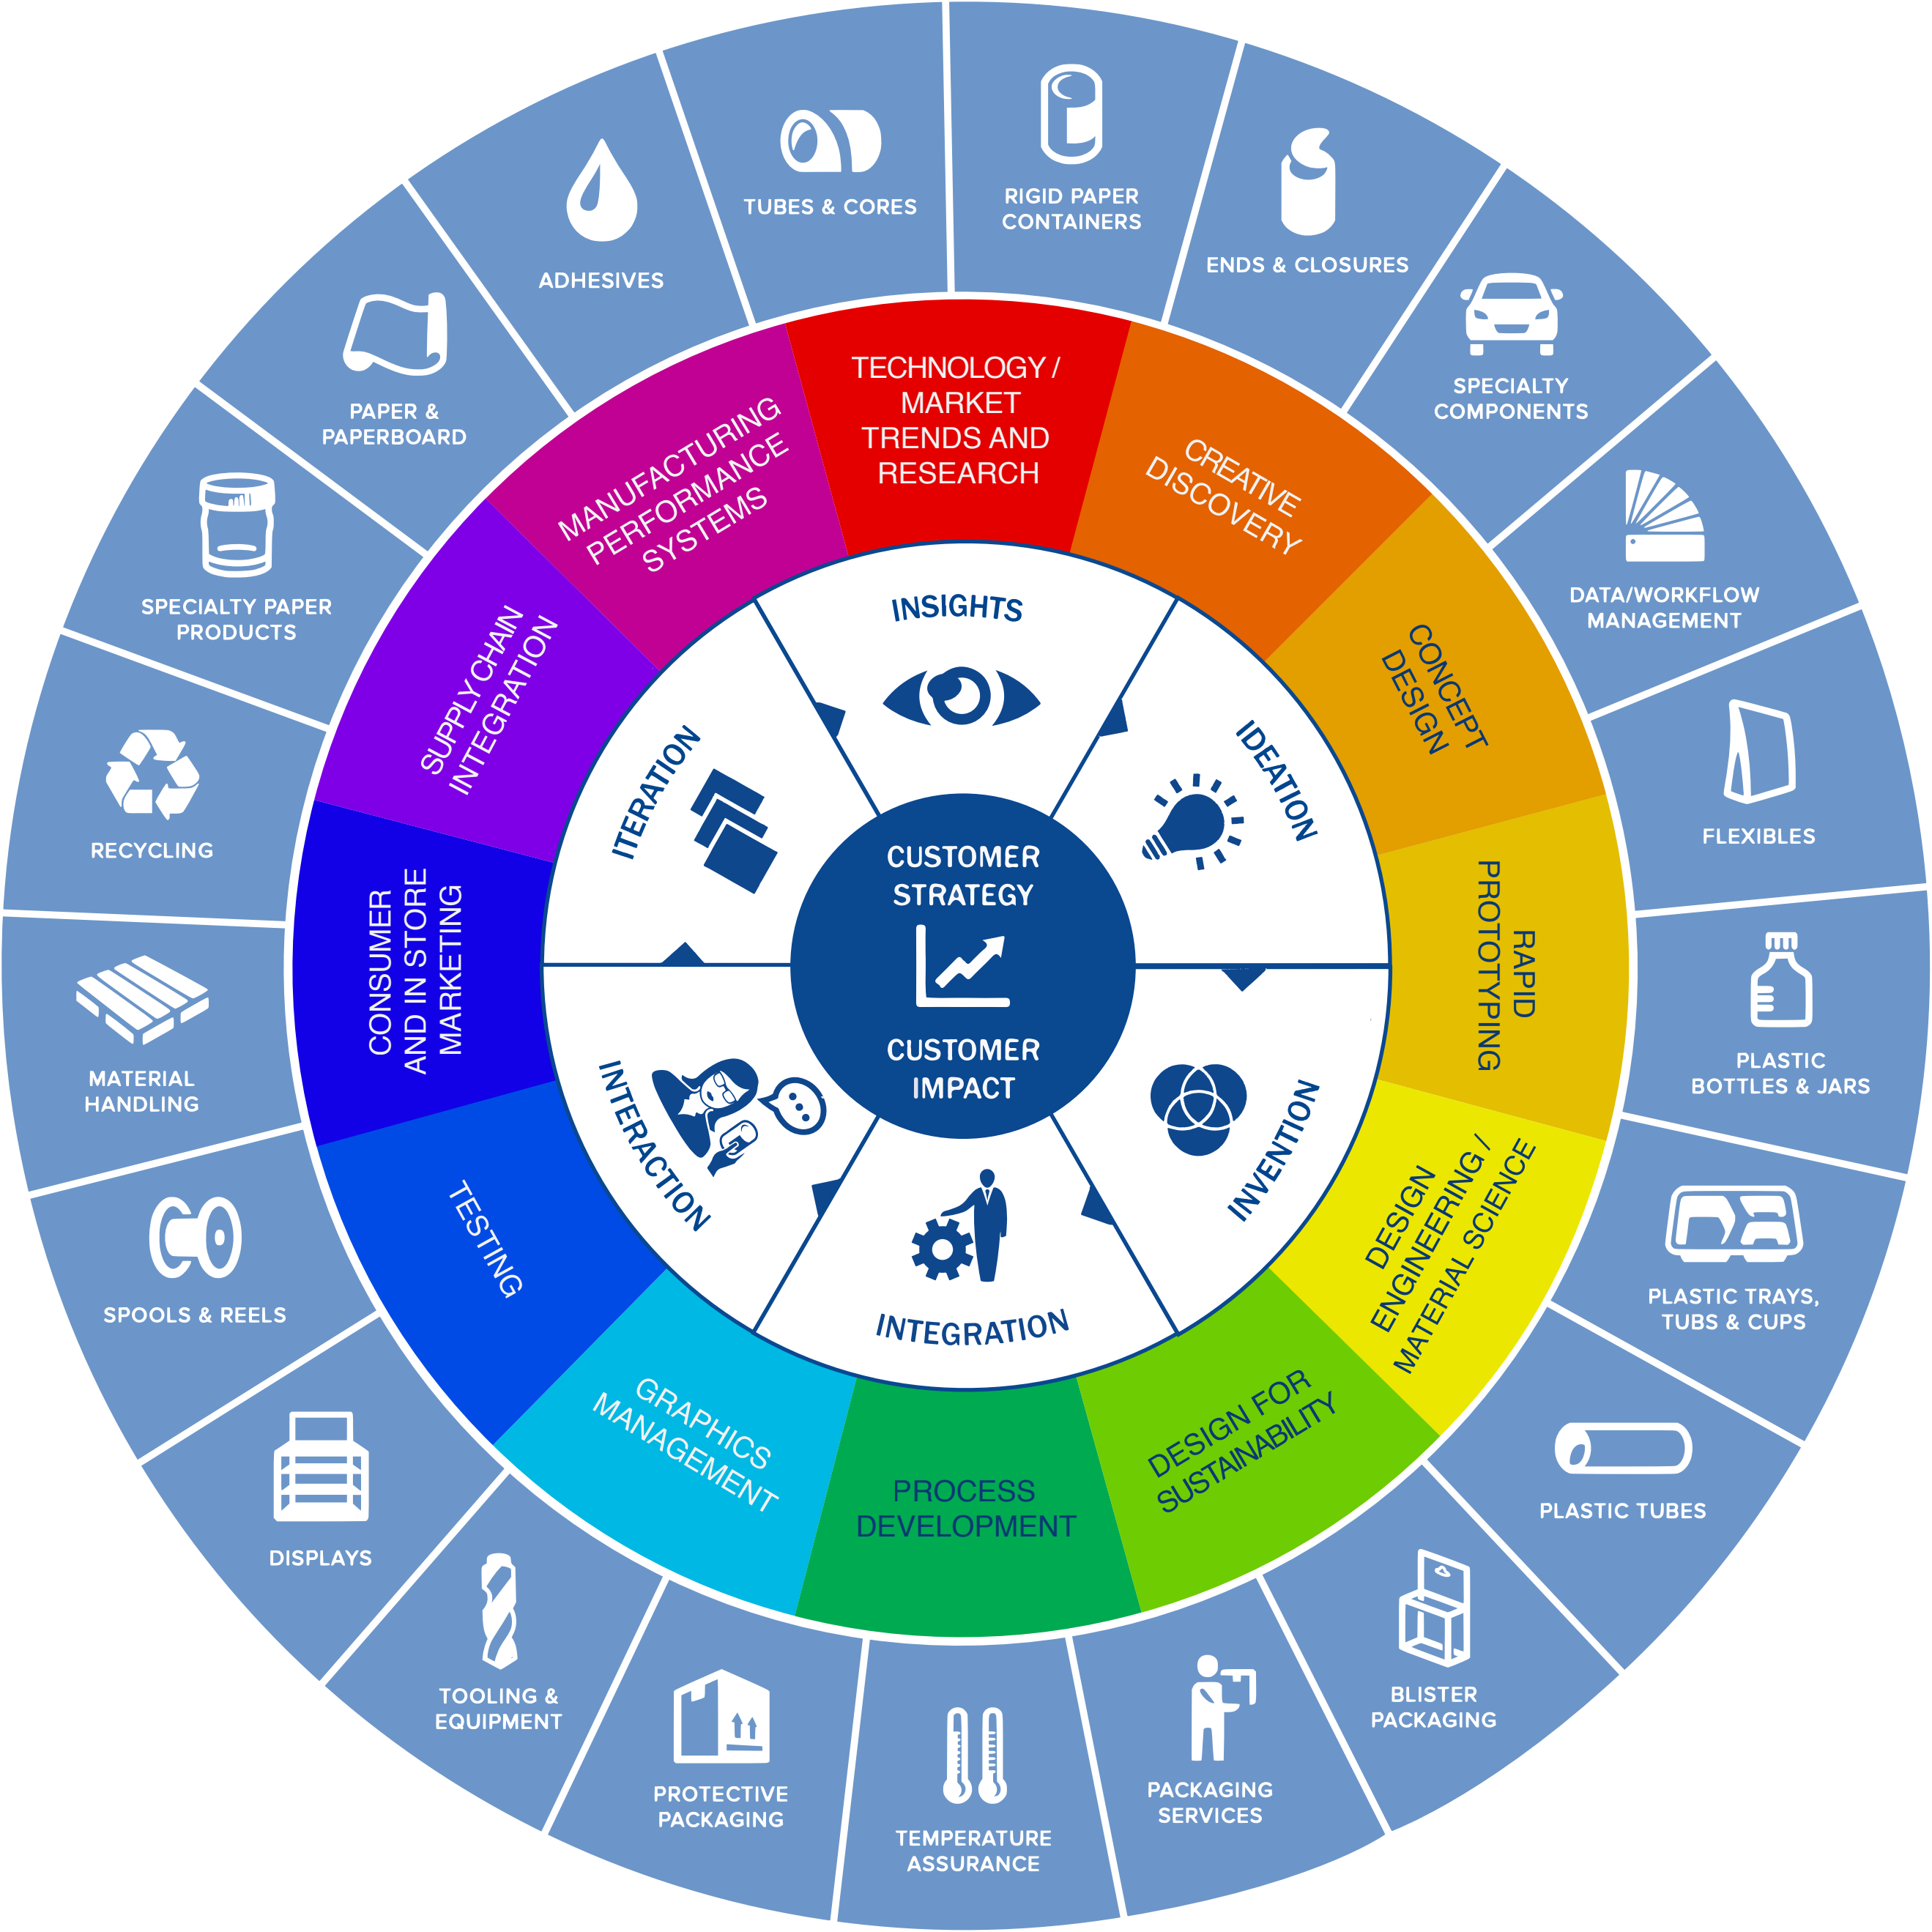 TUBES & CORES
RIGID PAPER
CONTAINERS
ENDS & CLOSURES
SPECIALTY
COMPONENTS
DATA/WORKFLOW
MANAGEMENT
FLEXIBLES
PLASTIC
BOTTLES & JARS
PLASTIC TRAYS,
TUBS & CUPS
PLASTIC TUBES
BLISTER
PACKAGING
PACKAGING
SERVICES
TEMPERATURE
ASSURANCE
PROTECTIVE
PACKAGING
TOOLING &
EQUIPMENT
DISPLAYS
SPOOLS & REELS
MATERIAL
HANDLING
RECYCLING
SPECIALTY PAPER
PRODUCTS
PAPER &
PAPERBOARD
ADHESIVES
TECHNOLOGY /
MARKET
TRENDS AND
RESEARCH
CREATIVE
DISCOVERY
CONCEPT
DESIGN
RAPID
PROTOTYPING
DESIGN
ENGINEERING /
MATERIAL SCIENCE
DESIGN FOR
SUSTAINABILITY
PROCESS
DEVELOPMENT
GRAPHICS
MANAGEMENT
TESTING
CONSUMER
AND IN STORE
MARKETING
SUPPLY CHAIN
INTEGRATION
MANUFACTURING
PERFORMANCE
SYSTEMS
INSIGHTS
IDEATION
INVENTION
INTEGRATION
INTERACTION
ITERATION
CUSTOMER
STRATEGY
CUSTOMER
IMPACT